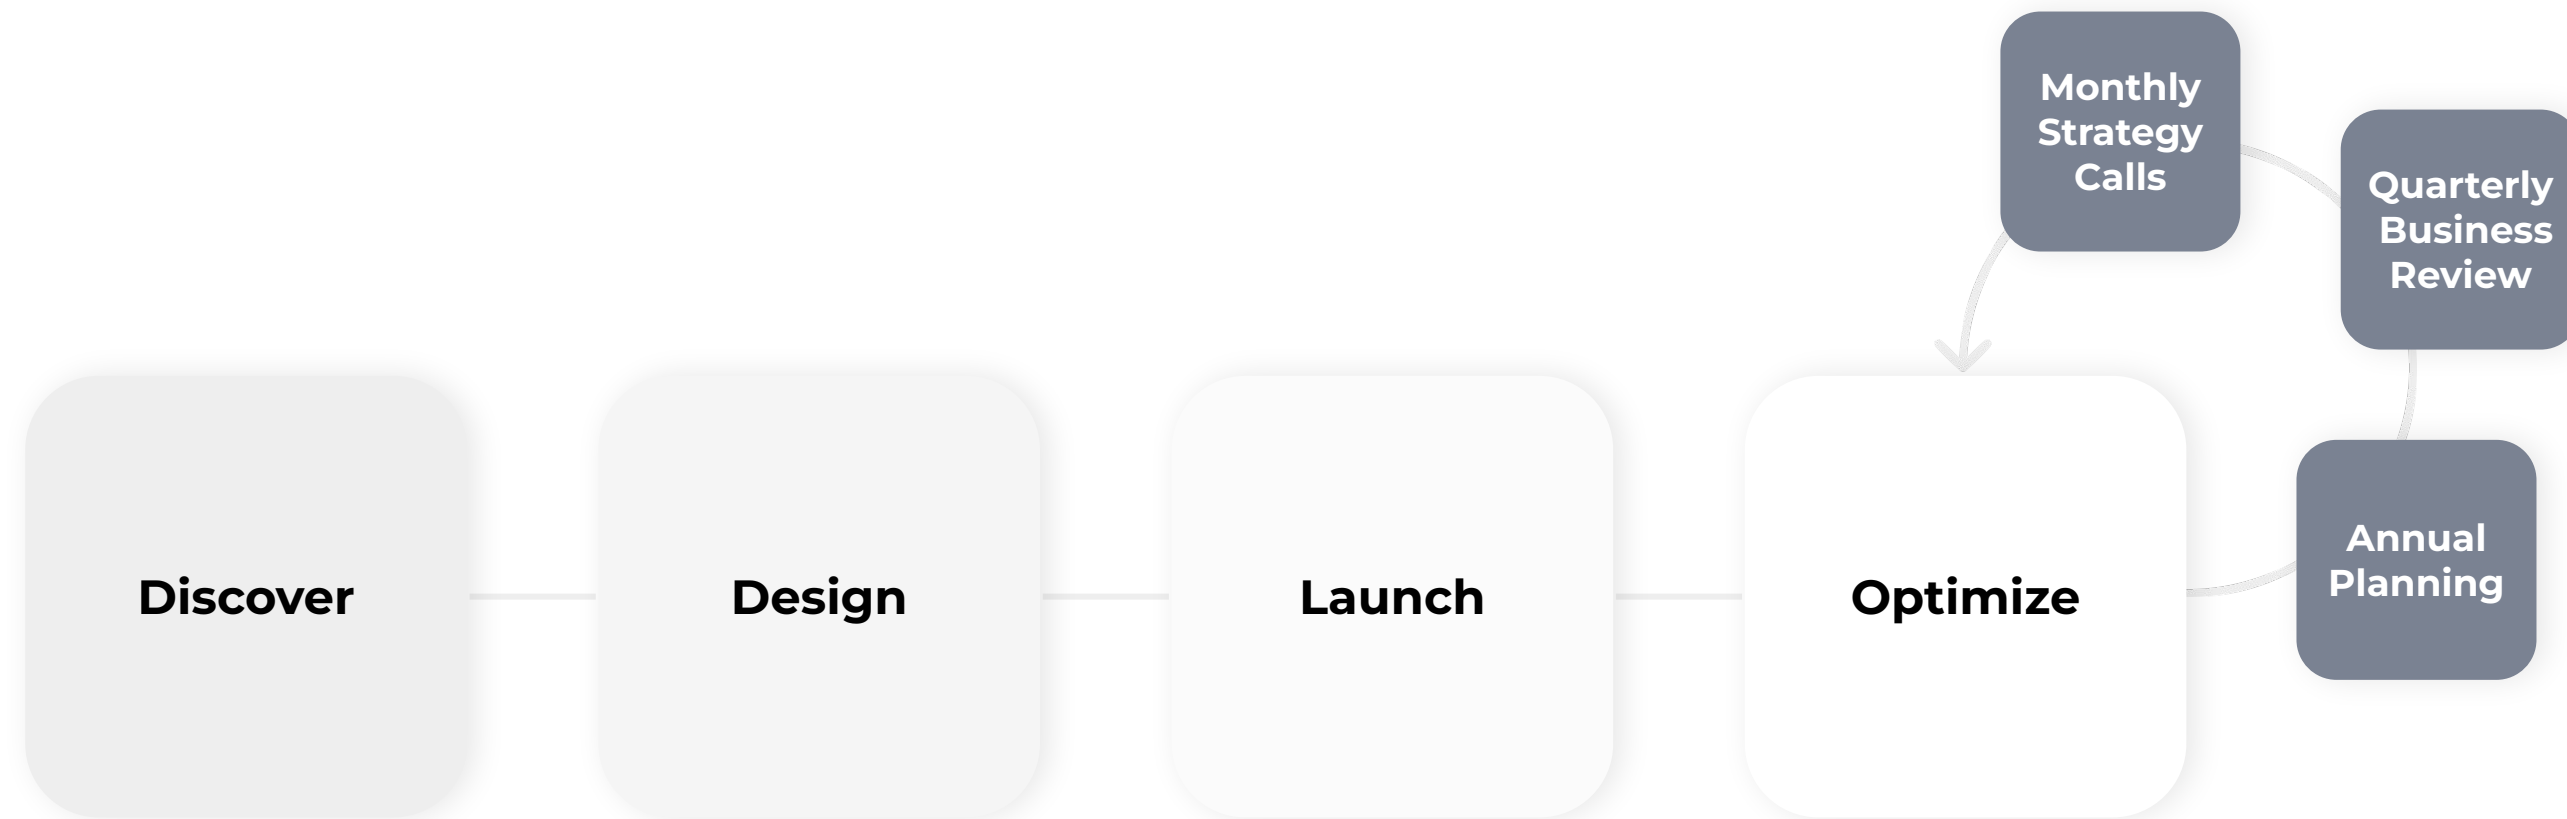 Monthly
Strategy
Calls
Quarterly
Business
Review
Discover
Design
Launch
Optimize
Annual
Planning